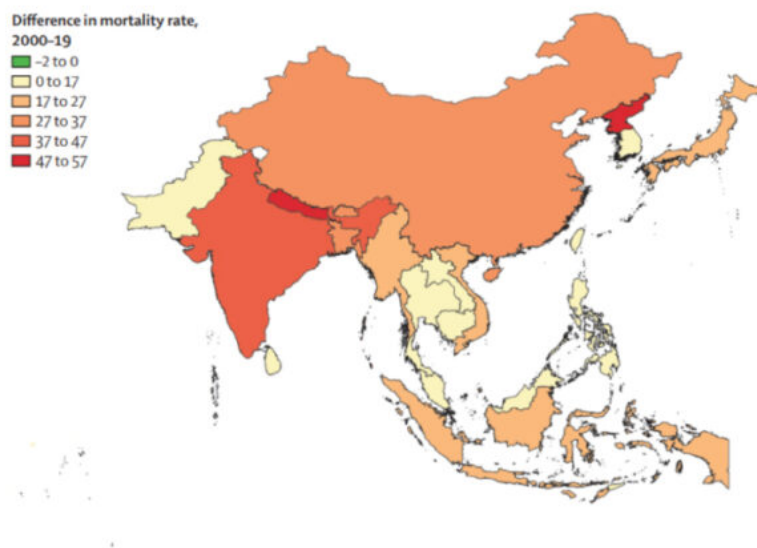 Difference in mortality rate,
2000–19
–2 to 0
0 to 17
17 to 27
27 to 37
37 to 47
47 to 57